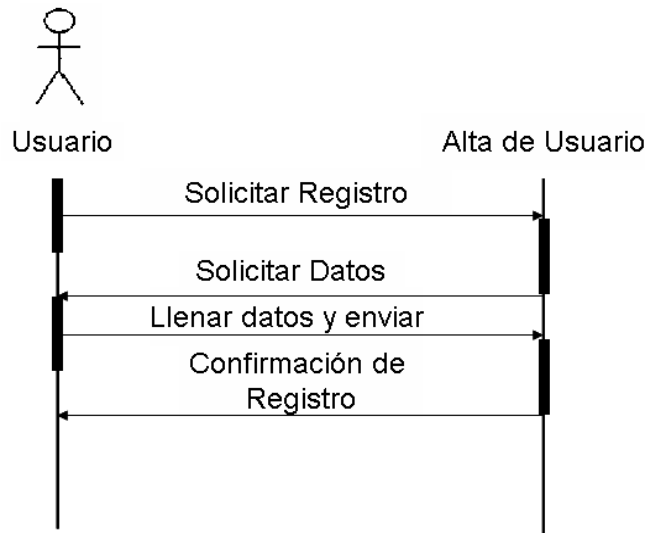 Usuario
Alta de Usuario
Solicitar Registro
Solicitar Datos
Llenar datos y enviar
Confirmación de
Registro